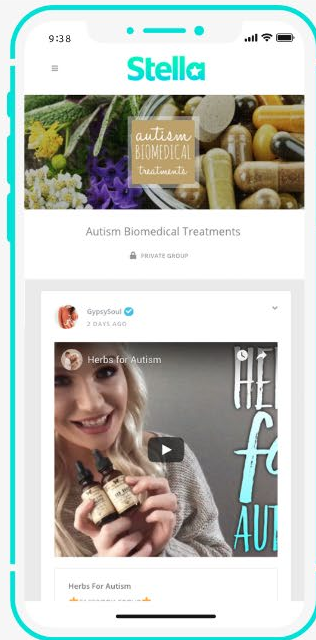 9:38
Stella
autism
BIOMEDICAL
treatments
Autism Biomedical Treatments
PRIVATE GROUP
GypsySoul
2 DAYS AGO
Herbs for Autism
HE
fo
AUT
Herbs For Autism